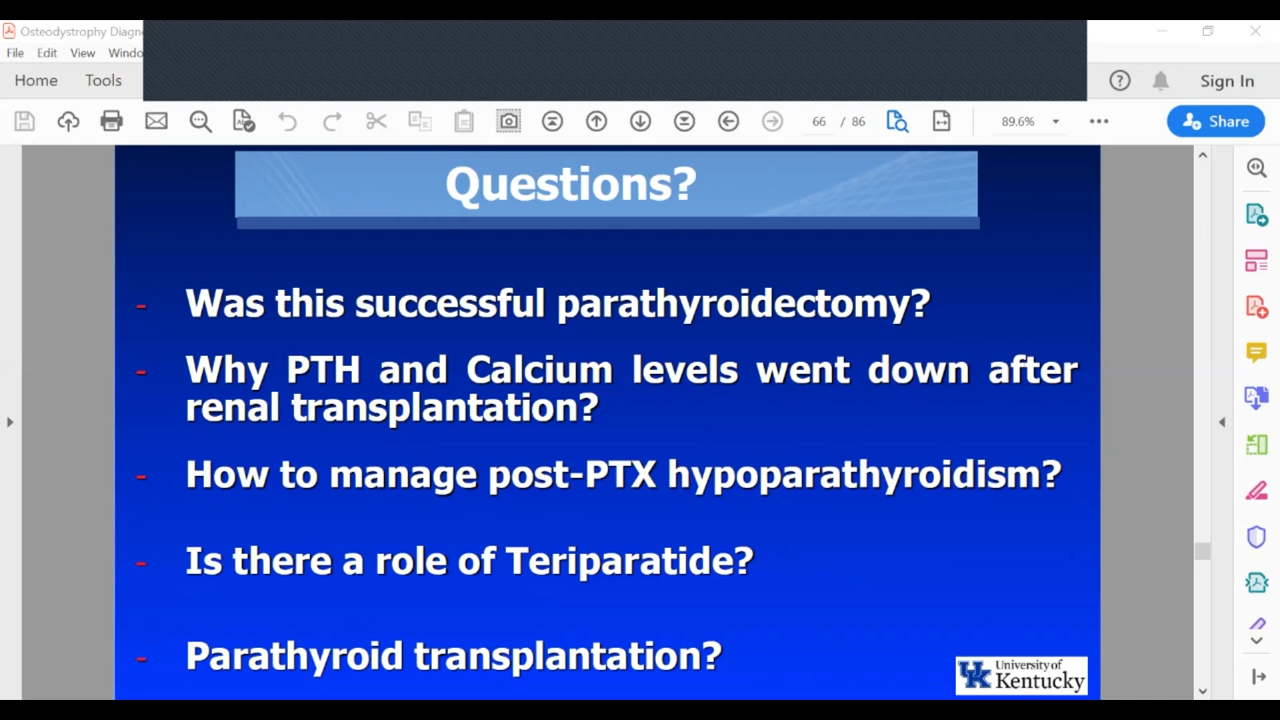 Osteodystrophy Diagn
File Edit View Windo
Home Tools
Sign In
66 / 86
89.6%
Share
Questions?
- Was this successful parathyroidectomy?
- Why PTH and Calcium levels went down after
renal transplantation?
- How to manage post-PTX hypoparathyroidism?
- Is there a role of Teriparatide?
- Parathyroid transplantation?
UK University of
Kentucky